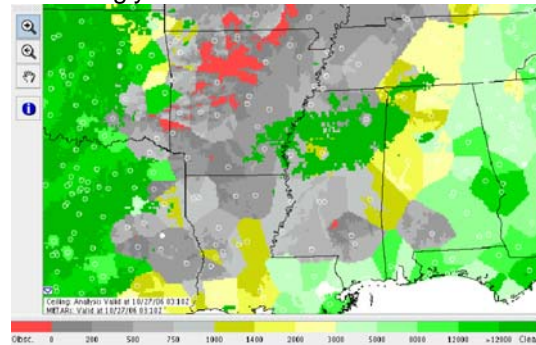 Ceiling: Analysis Valid at 10/27/06 03:10Z
METARs: Valid at 10/27/06 03:10Z
Obsc. 0 200 500 750 1000 1400 2000 3000 5000 8000 12000 >12000 Clear